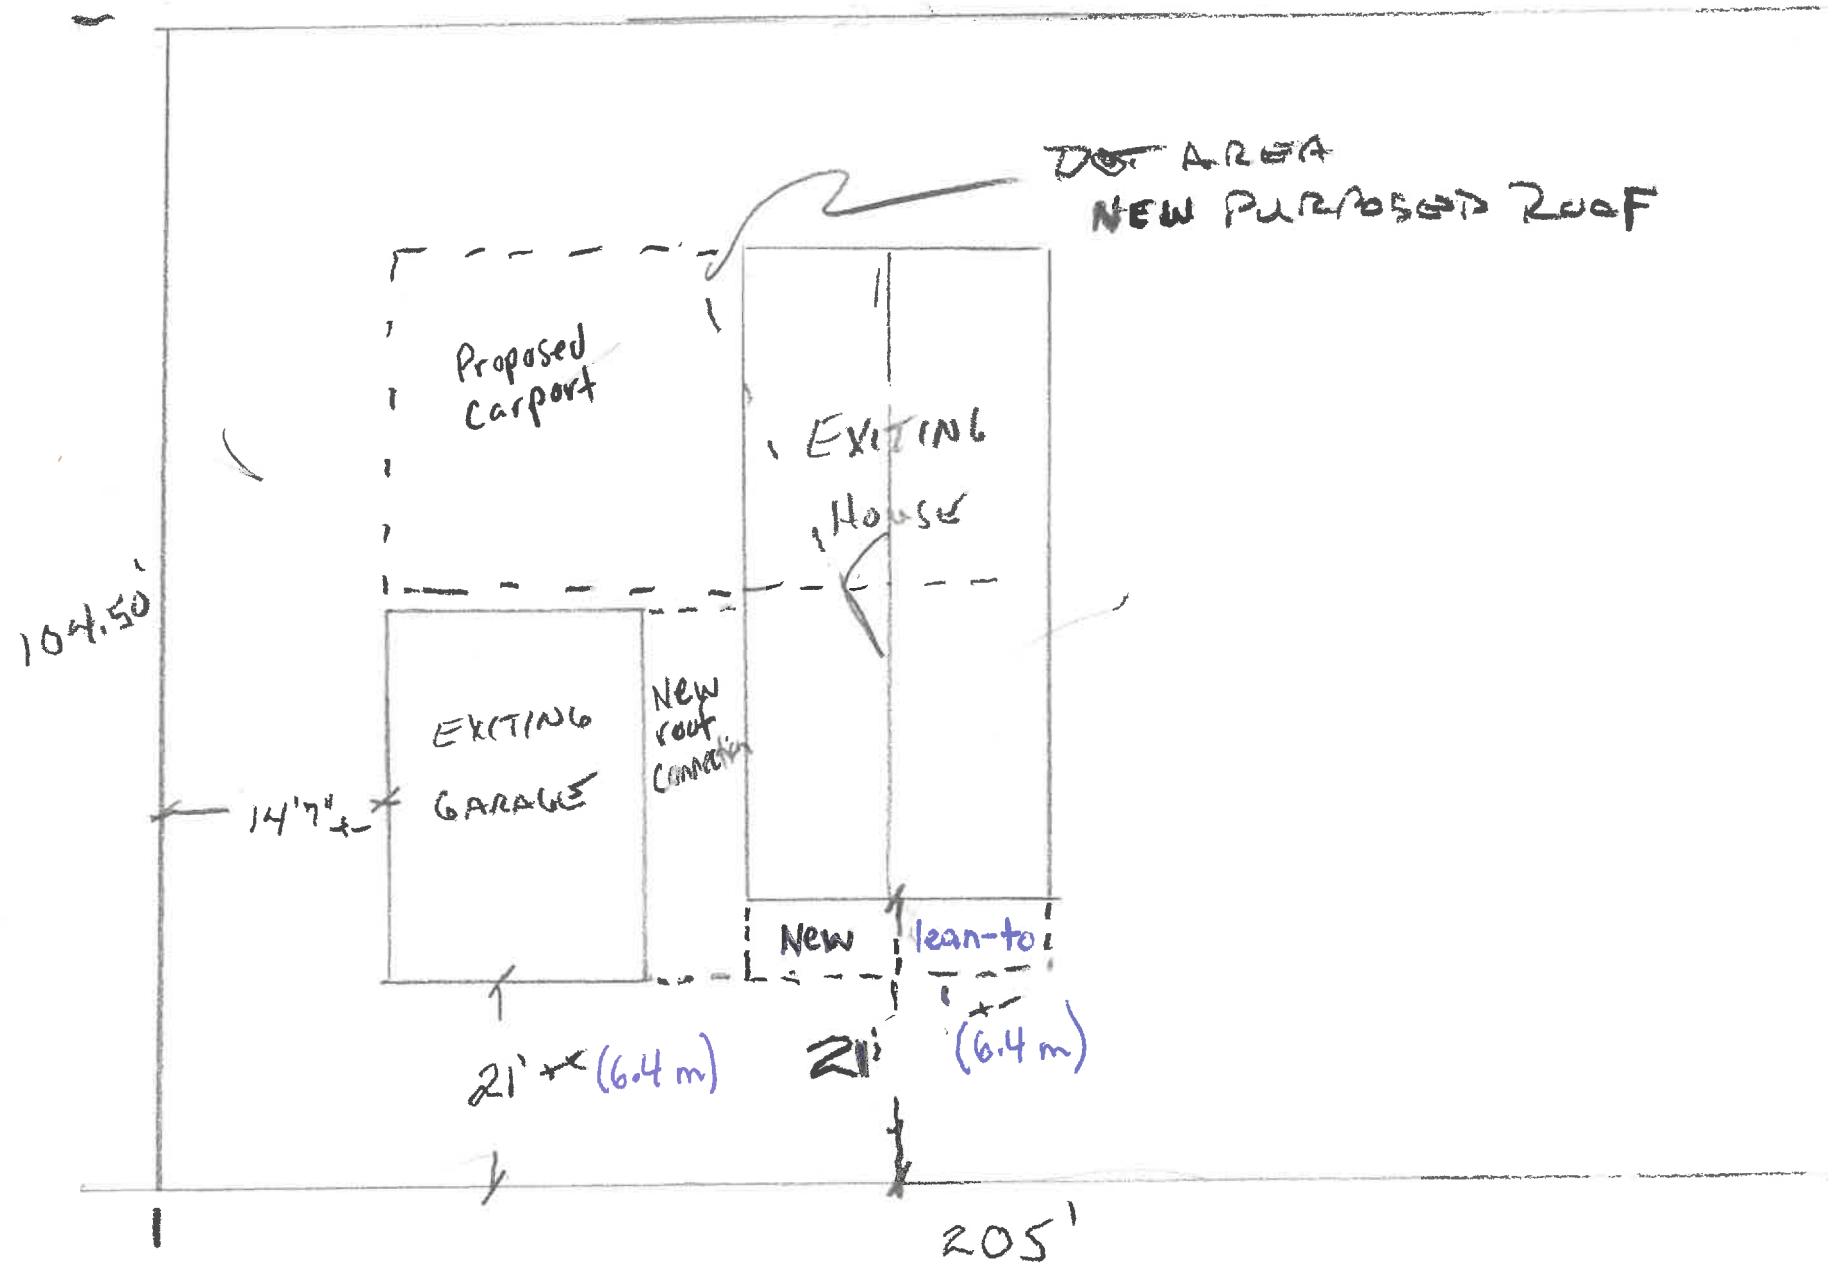 DOT AREA
NEW PURPOSED ROOF
Proposed
Carport
EXITING
House
104.50'
EXITING
GARAGE
New
roof
Connection
14'7" +-
New lean-to
21' +- (6.4 m)
21' +- (6.4 m)
205'